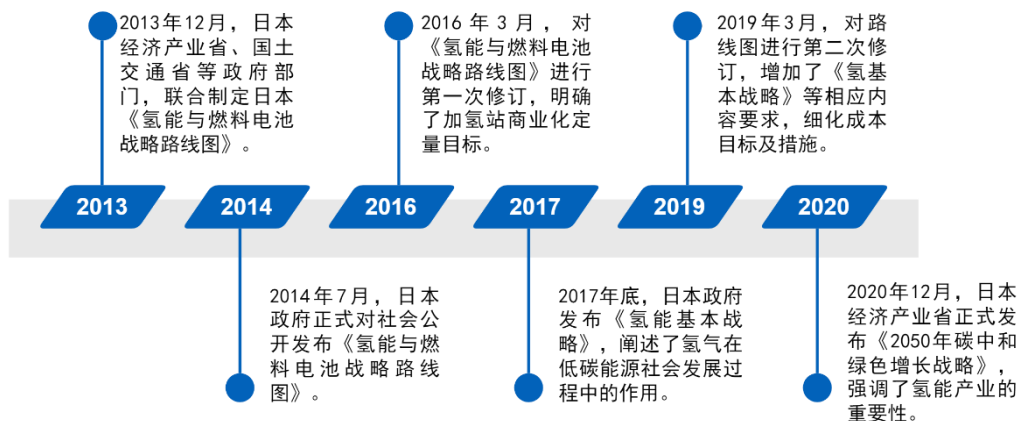 2013年12月，日本
经济产业省、国土
交通省等政府部
门，联合制定日本
《氢能与燃料电池
战略路线图》。
2016年3月，对
《氢能与燃料电池
战略路线图》进行
第一次修订，明确
了加氢站商业化定
量目标。
2019年3月，对路
线图进行第二次修
订，增加了《氢基
本战略》等相应内
容要求，细化成本
目标及措施。
2013
2014
2016
2017
2019
2020
2014年7月，日本
政府正式对社会公
开发布《氢能与燃
料电池战略路线
图》。
2017年底，日本政府
发布《氢能基本战
略》，阐述了氢气在
低碳能源社会发展过
程中的作用。
2020年12月，日本
经济产业省正式发
布《2050年碳中和
绿色增长战略》，
强调了氢能产业的
重要性。